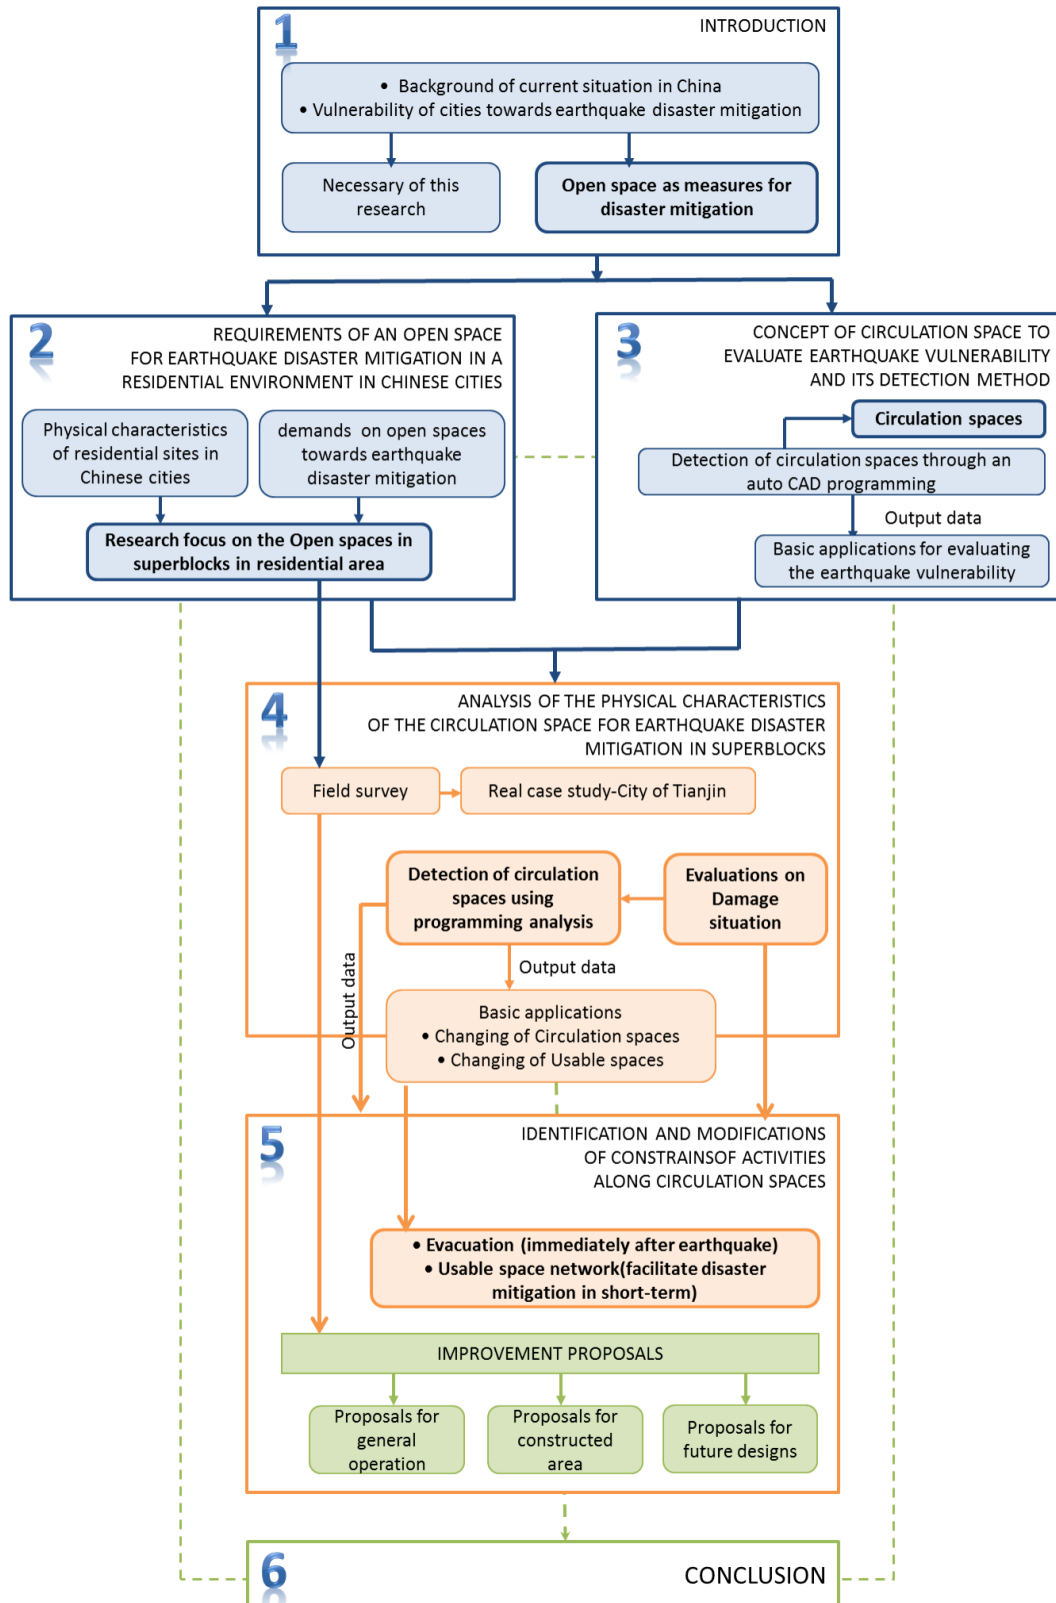 1
INTRODUCTION
• Background of current situation in China
• Vulnerability of cities towards earthquake disaster mitigation
Necessary of this
research
Open space as measures for
disaster mitigation
2
REQUIREMENTS OF AN OPEN SPACE
FOR EARTHQUAKE DISASTER MITIGATION IN A
RESIDENTIAL ENVIRONMENT IN CHINESE CITIES
Physical characteristics
of residential sites in
Chinese cities
demands on open spaces
towards earthquake
disaster mitigation
Research focus on the Open spaces in
superblocks in residential area
3
CONCEPT OF CIRCULATION SPACE TO
EVALUATE EARTHQUAKE VULNERABILITY
AND ITS DETECTION METHOD
Circulation spaces
Detection of circulation spaces through an
auto CAD programming
Output data
Basic applications for evaluating
the earthquake vulnerability
4
ANALYSIS OF THE PHYSICAL CHARACTERISTICS
OF THE CIRCULATION SPACE FOR EARTHQUAKE DISASTER
MITIGATION IN SUPERBLOCKS
Field survey
Real case study-City of Tianjin
Detection of circulation
spaces using
programming analysis
Evaluations on
Damage
situation
Output data
Output data
Basic applications
• Changing of Circulation spaces
• Changing of Usable spaces
5
IDENTIFICATION AND MODIFICATIONS
OF CONSTRAINSOF ACTIVITIES
ALONG CIRCULATION SPACES
• Evacuation (immediately after earthquake)
• Usable space network(facilitate disaster
mitigation in short-term)
IMPROVEMENT PROPOSALS
Proposals for
general
operation
Proposals for
constructed
area
Proposals for
future designs
6
CONCLUSION